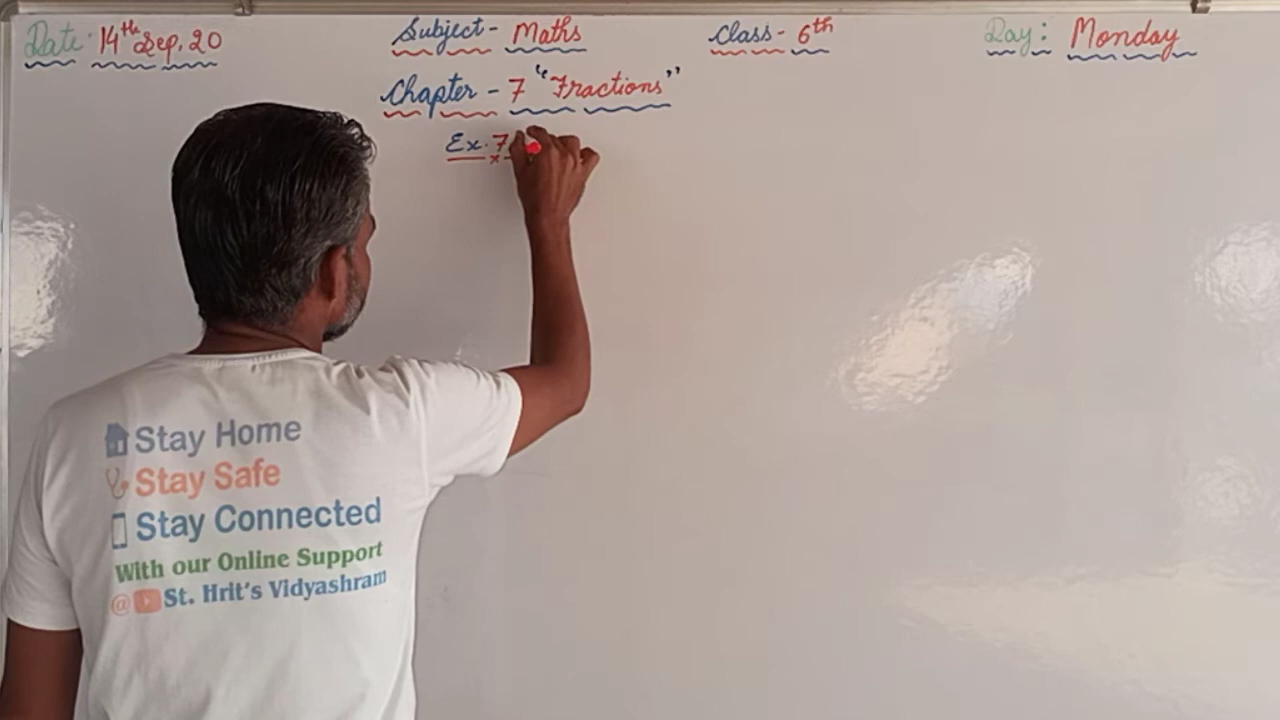 Date: 14th Sep. 20 Subject - Maths Class - 6th Day: Monday
Chapter - 7 "Fractions"
Ex. 7
Stay Home
Stay Safe
Stay Connected
With our Online Support
@ St. Hrit's Vidyashram